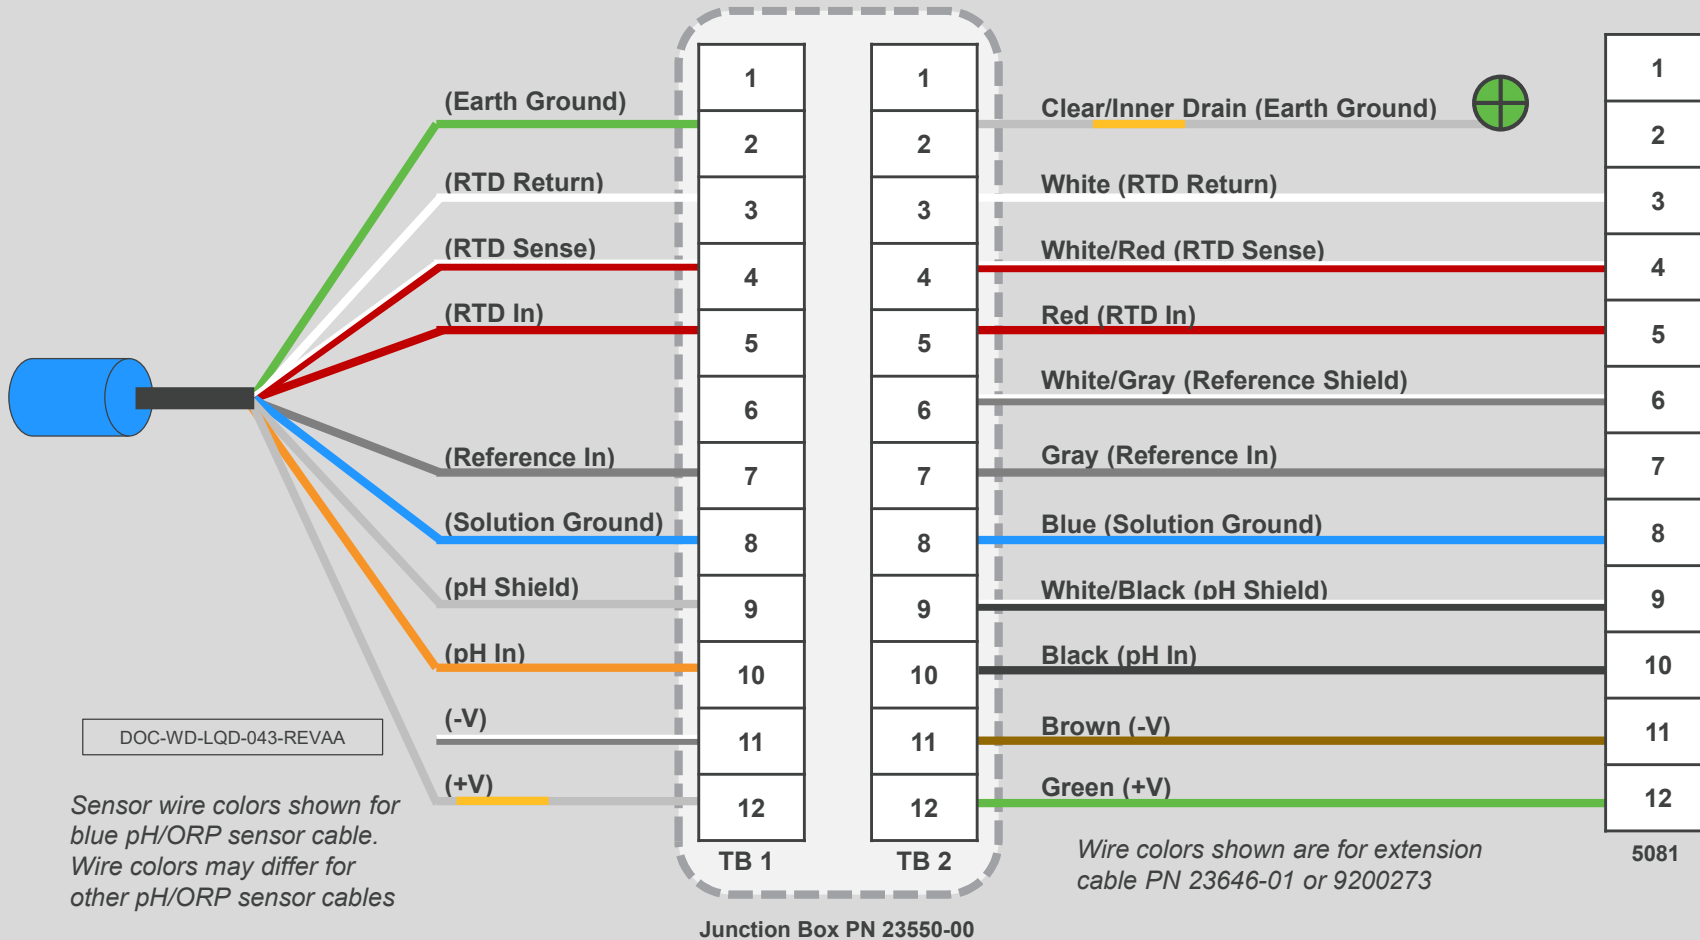 (Earth Ground)
(RTD Return)
(RTD Sense)
(RTD In)
(Reference In)
(Solution Ground)
(pH Shield)
(pH In)
(-V)
(+V)
DOC-WD-LQD-043-REVAA
Sensor wire colors shown for
blue pH/ORP sensor cable.
Wire colors may differ for
other pH/ORP sensor cables
1
2
3
4
5
6
7
8
9
10
11
12
TB 1
1
2
3
4
5
6
7
8
9
10
11
12
TB 2
Junction Box PN 23550-00
Clear/Inner Drain (Earth Ground)
White (RTD Return)
White/Red (RTD Sense)
Red (RTD In)
White/Gray (Reference Shield)
Gray (Reference In)
Blue (Solution Ground)
White/Black (pH Shield)
Black (pH In)
Brown (-V)
Green (+V)
Wire colors shown are for extension
cable PN 23646-01 or 9200273
1
2
3
4
5
6
7
8
9
10
11
12
5081